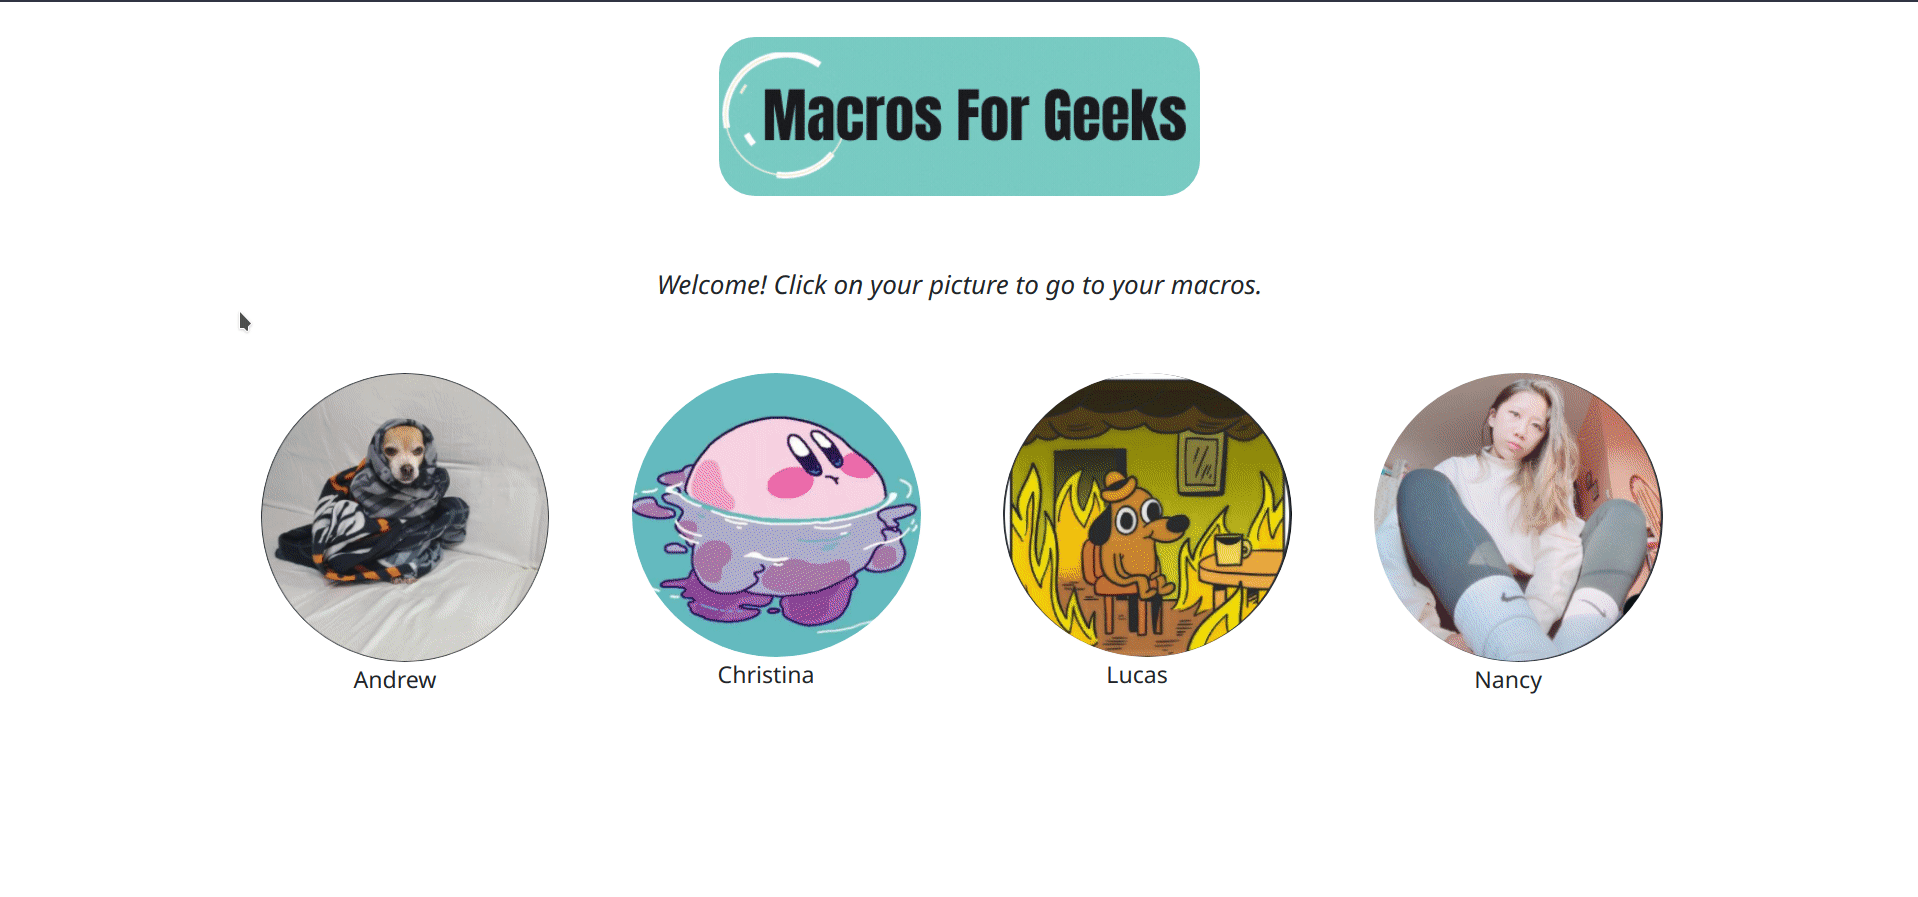 Macros For Geeks
Welcome! Click on your picture to go to your macros.
Andrew
Christina
Lucas
Nancy